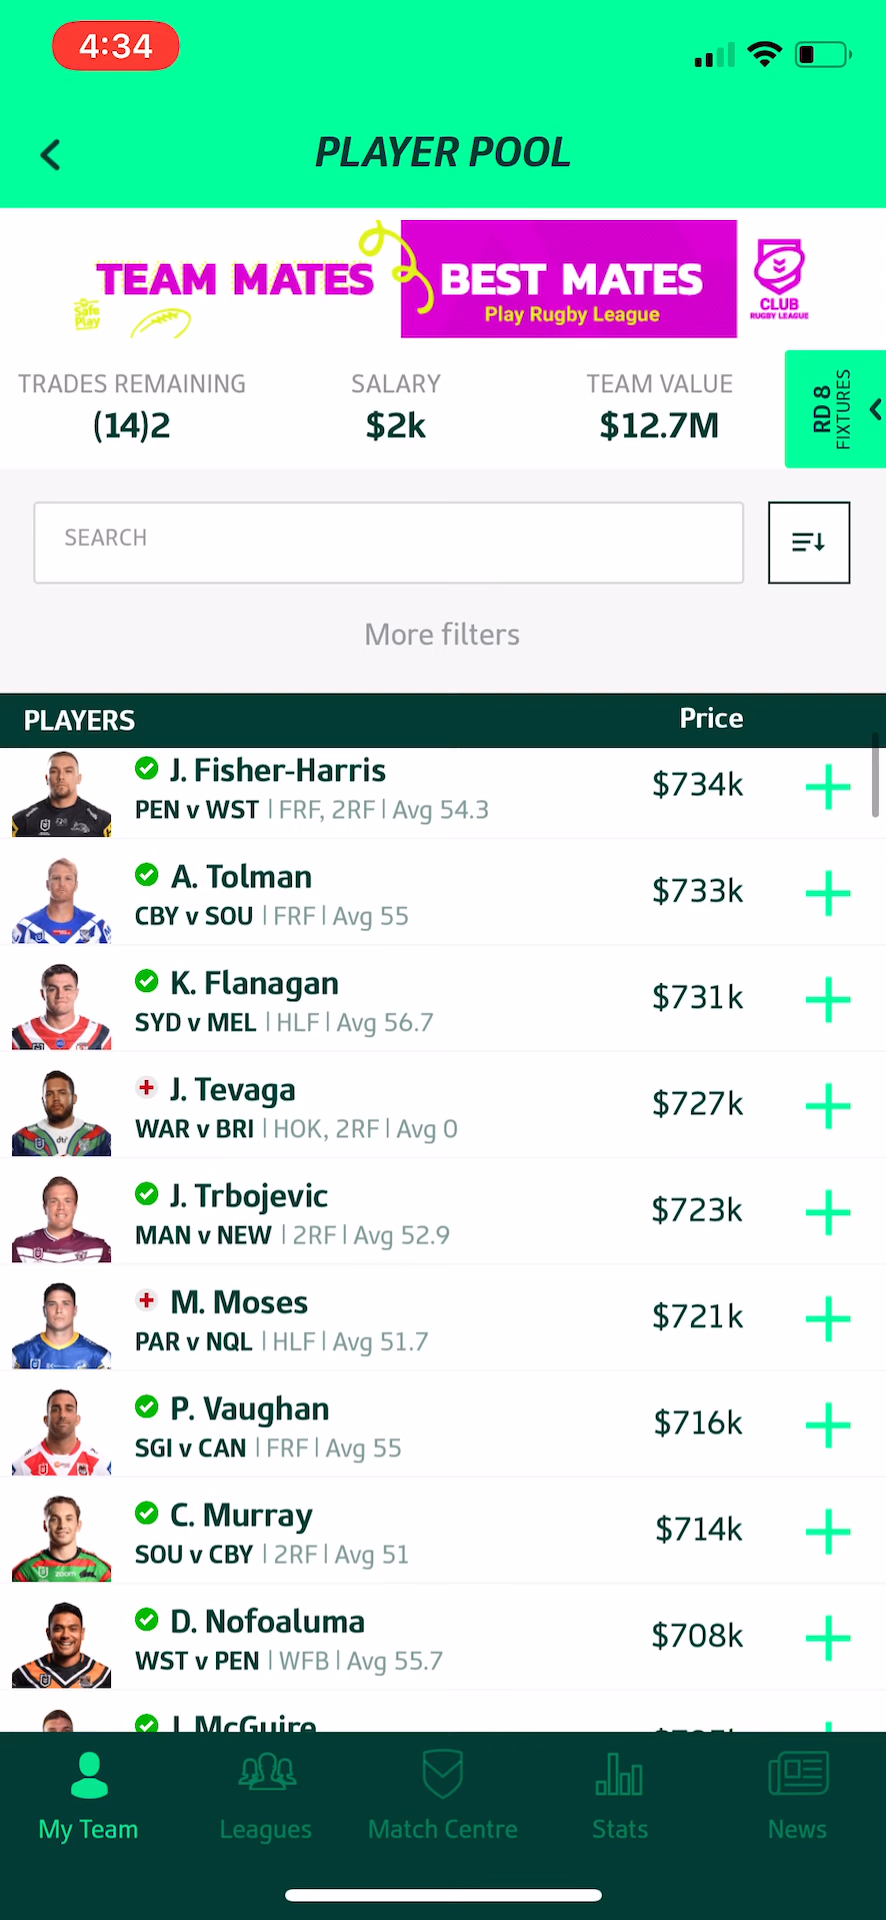 4:34
PLAYER POOL
TEAM MATES BEST MATES
Safe Play
Play Rugby League
CLUB
RUGBY LEAGUE
TRADES REMAINING SALARY TEAM VALUE
(14)2 $2k $12.7M
RD 8
FIXTURES
SEARCH
More filters
PLAYERS Price
J. Fisher-Harris
PEN v WST | FRF, 2RF | Avg 54.3
$734k
A. Tolman
CBY v SOU | FRF | Avg 55
$733k
K. Flanagan
SYD v MEL | HLF | Avg 56.7
$731k
J. Tevaga
WAR v BRI | HOK, 2RF | Avg 0
$727k
J. Trbojevic
MAN v NEW | 2RF | Avg 52.9
$723k
M. Moses
PAR v NQL | HLF | Avg 51.7
$721k
P. Vaughan
SGI v CAN | FRF | Avg 55
$716k
C. Murray
SOU v CBY | 2RF | Avg 51
$714k
D. Nofoaluma
WST v PEN | WFB | Avg 55.7
$708k
McGuire
My Team Leagues Match Centre Stats News